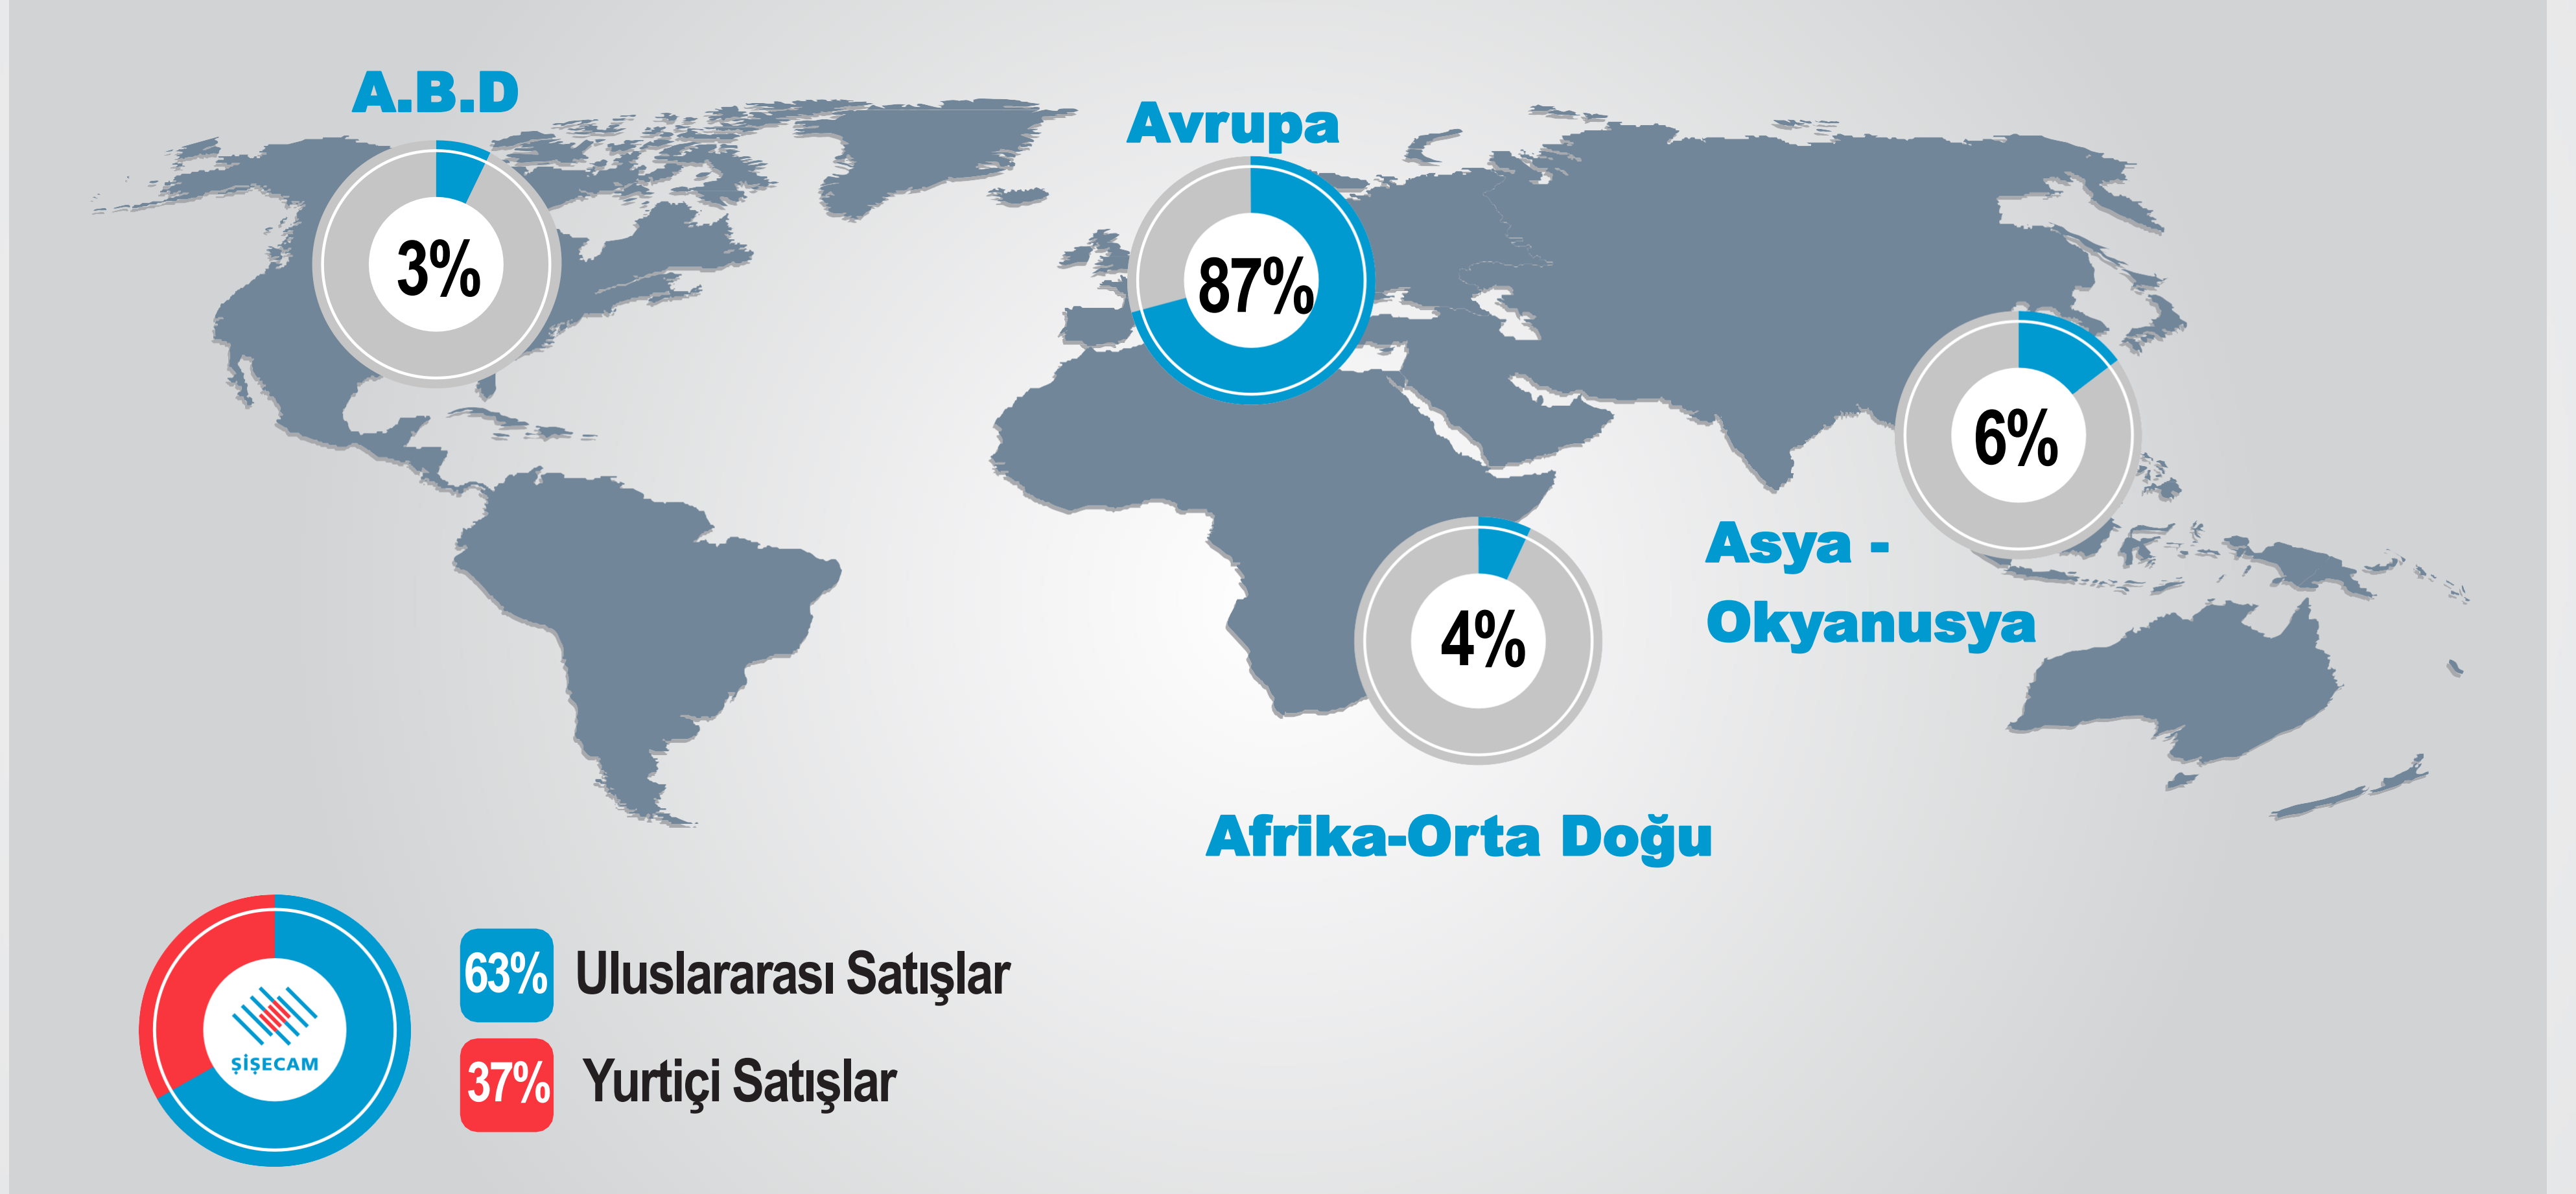 A.B.D
3%
Avrupa
87%
6%
Asya -
Okyanusya
4%
Afrika-Orta Doğu
ŞİŞECAM
63% Uluslararası Satışlar
37% Yurtiçi Satışlar